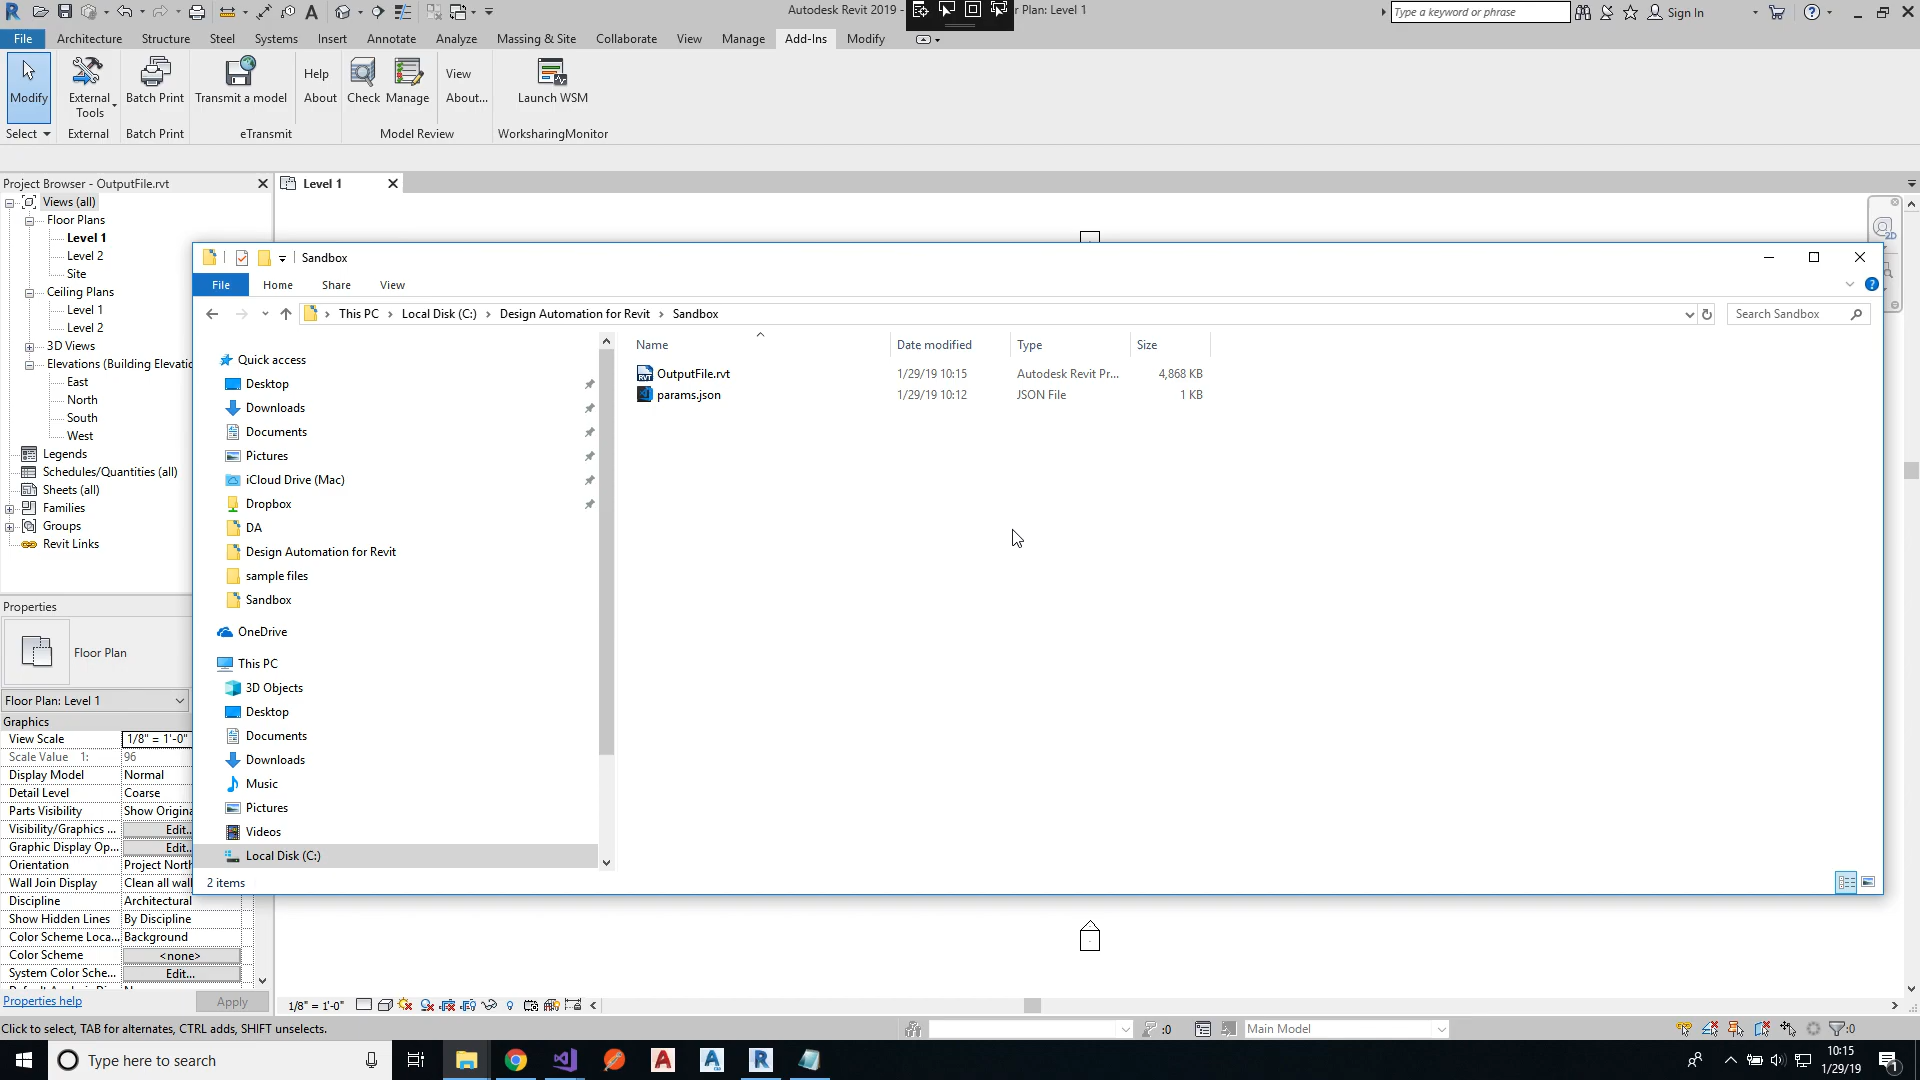 Autodesk Revit 2019 -
r Plan: Level 1
Type a keyword or phrase
Sign In
File
Architecture
Structure
Steel
Systems
Insert
Annotate
Analyze
Massing & Site
Collaborate
View
Manage
Add-Ins
Modify
Modify
External
Tools
Batch Print
Transmit a model
Help
About
Check
Manage
View
About...
Launch WSM
Select
External
Batch Print
eTransmit
Model Review
WorksharingMonitor
Project Browser - OutputFile.rvt
Level 1
Views (all)
Floor Plans
Level 1
Level 2
Site
Ceiling Plans
Level 1
Level 2
3D Views
Elevations (Building Elevatio
East
North
South
West
Legends
Schedules/Quantities (all)
Sheets (all)
Families
Groups
Revit Links
Properties
Floor Plan
Floor Plan: Level 1
Graphics
View Scale 1/8" = 1'-0"
Scale Value 1: 96
Display Model Normal
Detail Level Coarse
Parts Visibility Show Origina
Visibility/Graphics ... Edit..
Graphic Display Op... Edit..
Orientation Project North
Wall Join Display Clean all wall
Discipline Architectural
Show Hidden Lines By Discipline
Color Scheme Loca... Background
Color Scheme <none>
System Color Sche... Edit...
Properties help
Apply
Sandbox
File
Home
Share
View
This PC
Local Disk (C:)
Design Automation for Revit
Sandbox
Search Sandbox
Name Date modified Type Size
OutputFile.rvt 1/29/19 10:15 Autodesk Revit Pr... 4,868 KB
params.json 1/29/19 10:12 JSON File 1 KB
Quick access
Desktop
Downloads
Documents
Pictures
iCloud Drive (Mac)
Dropbox
DA
Design Automation for Revit
sample files
Sandbox
OneDrive
This PC
3D Objects
Desktop
Documents
Downloads
Music
Pictures
Videos
Local Disk (C:)
2 items
1/8" = 1'-0"
Click to select, TAB for alternates, CTRL adds, SHIFT unselects.
:0
Main Model
:0
Type here to search
10:15
1/29/19
1